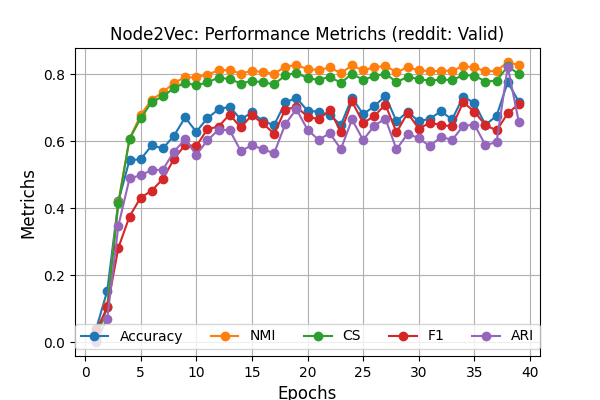 Node2Vec: Performance Metrichs (reddit: Valid)
Metrichs
0.8
0.6
0.4
0.2
0.0
Accuracy NMI CS F1 ARI
0 5 10 15 20 25 30 35 40
Epochs